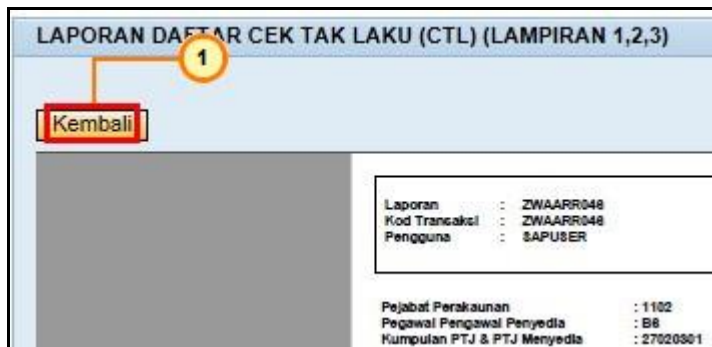 LAPORAN DAFTAR CEK TAK LAKU (CTL) (LAMPIRAN 1,2,3)
1
Kembali
Laporan : ZWAARR046
Kod Transaksi : ZWAARR046
Pengguna : SAPUSER
Pejabat Perakaunan : 1102
Pegawai Pengawal Penyedia : B6
Kumpulan PTJ & PTJ Menyedia : 27020301